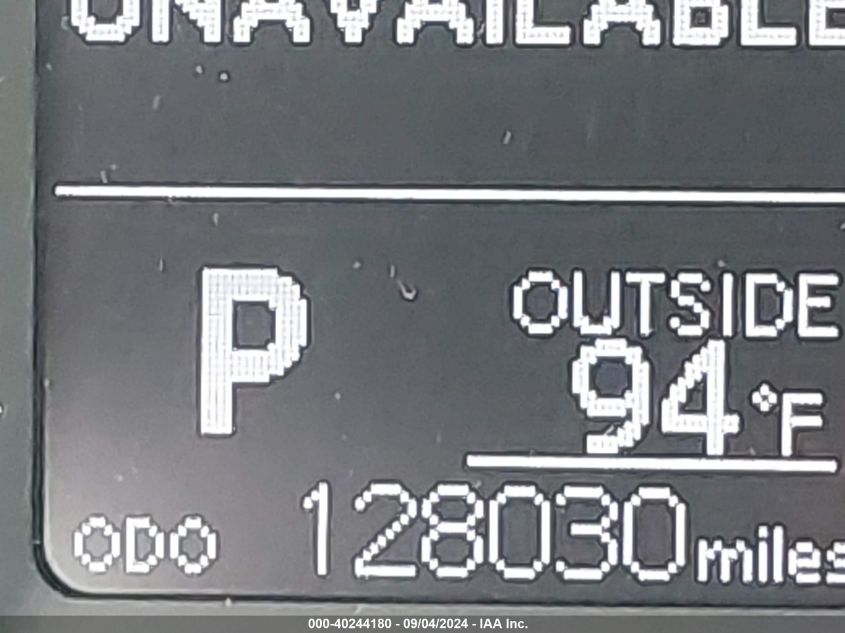 UNAVAILABLE
P
OUTSIDE
94°F
ODO 128030 miles
000-40244180 - 09/04/2024 - IAA Inc.